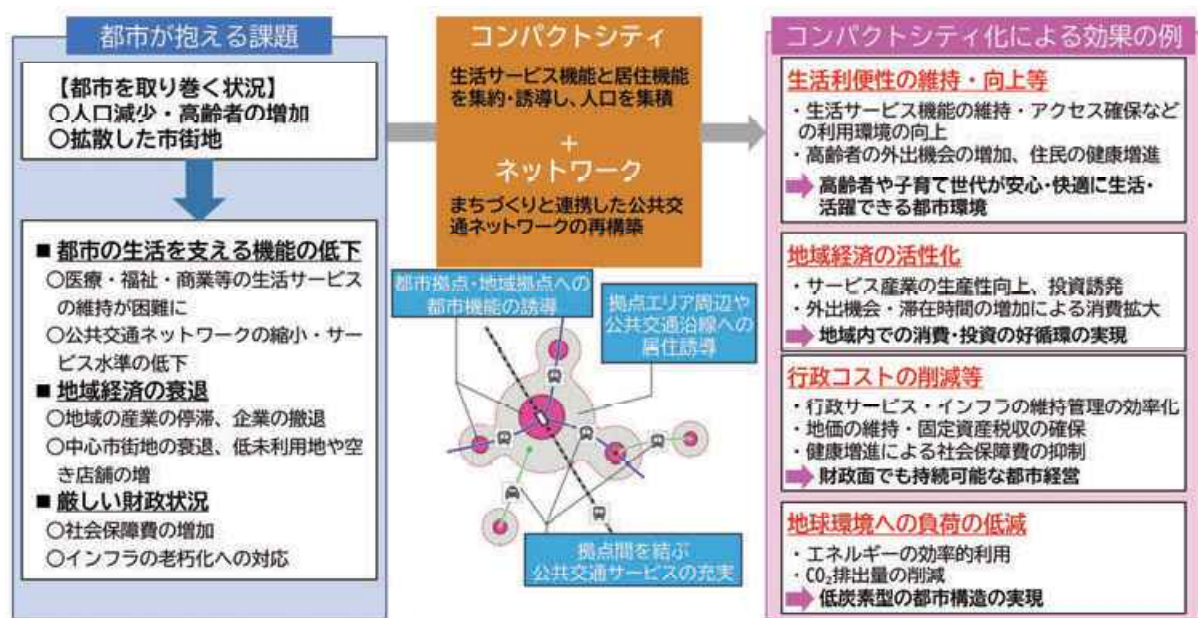 都市が抱える課題
【都市を取り巻く状況】
○人口減少・高齢者の増加
○拡散した市街地
■ 都市の生活を支える機能の低下
○医療・福祉・商業等の生活サービス
の維持が困難に
○公共交通ネットワークの縮小・サー
ビス水準の低下
■ 地域経済の衰退
○地域の産業の停滞、企業の撤退
○中心市街地の衰退、低未利用地や空
き店舗の増
■ 厳しい財政状況
○社会保障費の増加
○インフラの老朽化への対応
コンパクトシティ
生活サービス機能と居住機能
を集約・誘導し、人口を集積
+
ネットワーク
まちづくりと連携した公共交
通ネットワークの再構築
都市拠点・地域拠点への
都市機能の誘導
拠点エリア周辺や
公共交通沿線への
居住誘導
拠点間を結ぶ
公共交通サービスの充実
コンパクトシティ化による効果の例
生活利便性の維持・向上等
・生活サービス機能の維持・アクセス確保など
の利用環境の向上
・高齢者の外出機会の増加、住民の健康増進
高齢者や子育て世代が安心・快適に生活・
活躍できる都市環境
地域経済の活性化
・サービス産業の生産性向上、投資誘発
・外出機会・滞在時間の増加による消費拡大
地域内での消費・投資の好循環の実現
行政コストの削減等
・行政サービス・インフラの維持管理の効率化
・地価の維持・固定資産税収の確保
・健康増進による社会保障費の抑制
財政面でも持続可能な都市経営
地球環境への負荷の低減
・エネルギーの効率的利用
・CO₂排出量の削減
低炭素型の都市構造の実現